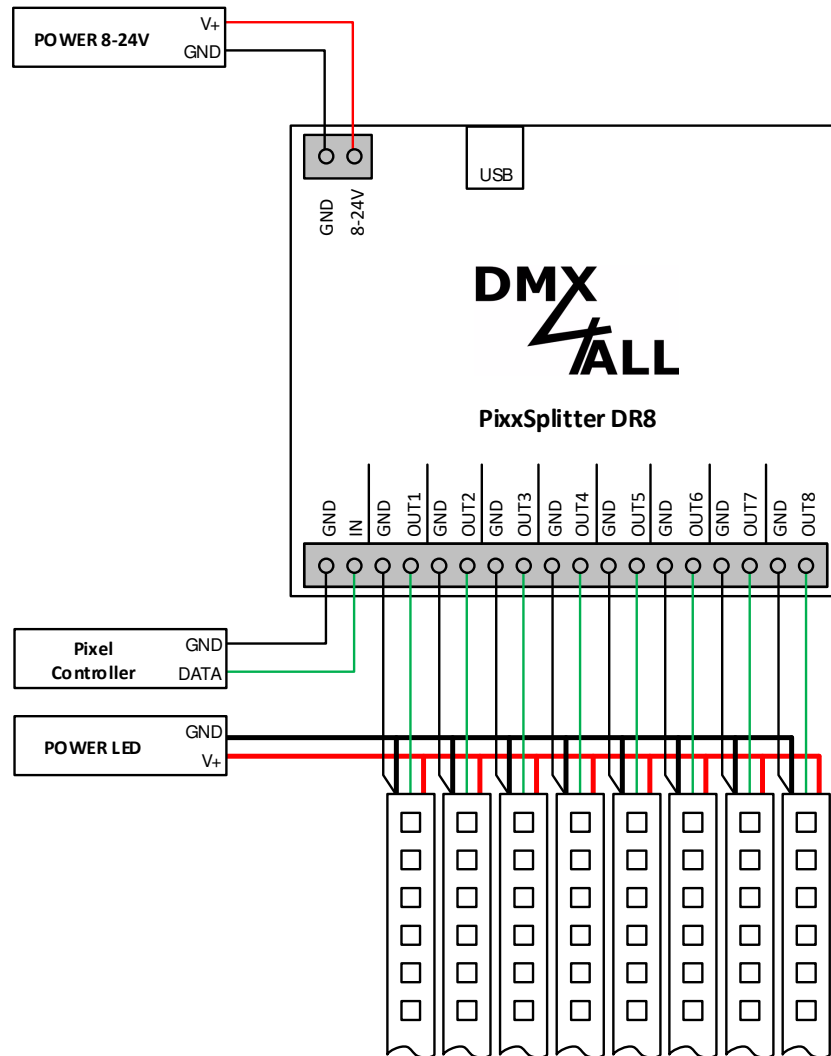 POWER 8-24V
V+
GND
USB
GND
8-24V
DMX
4
ALL
PixxSplitter DR8
GND
IN
GND
OUT1
GND
OUT2
GND
OUT3
GND
OUT4
GND
OUT5
GND
OUT6
GND
OUT7
GND
OUT8
Pixel
Controller
GND
DATA
POWER LED
GND
V+